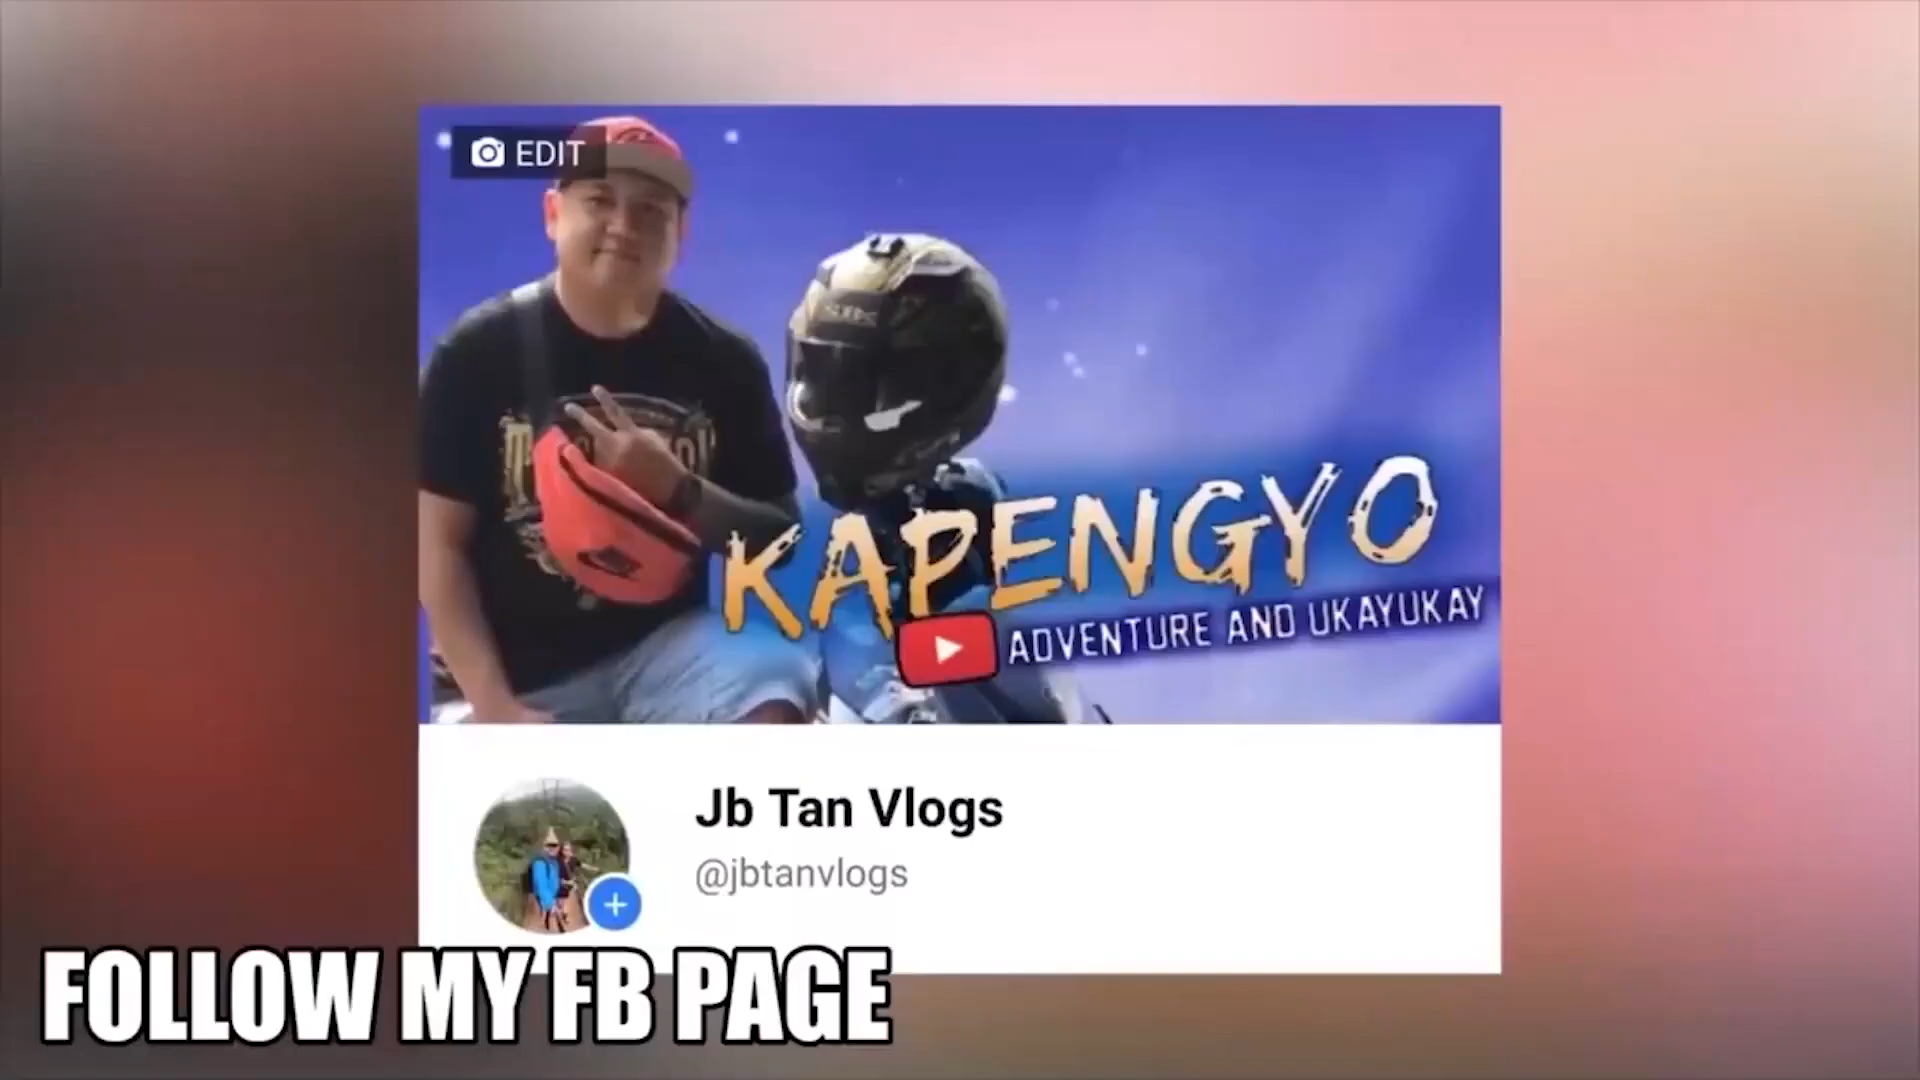 EDIT
KAPENGYO
ADVENTURE AND UKAYUKAY
Jb Tan Vlogs
@jbtanvlogs
FOLLOW MY FB PAGE